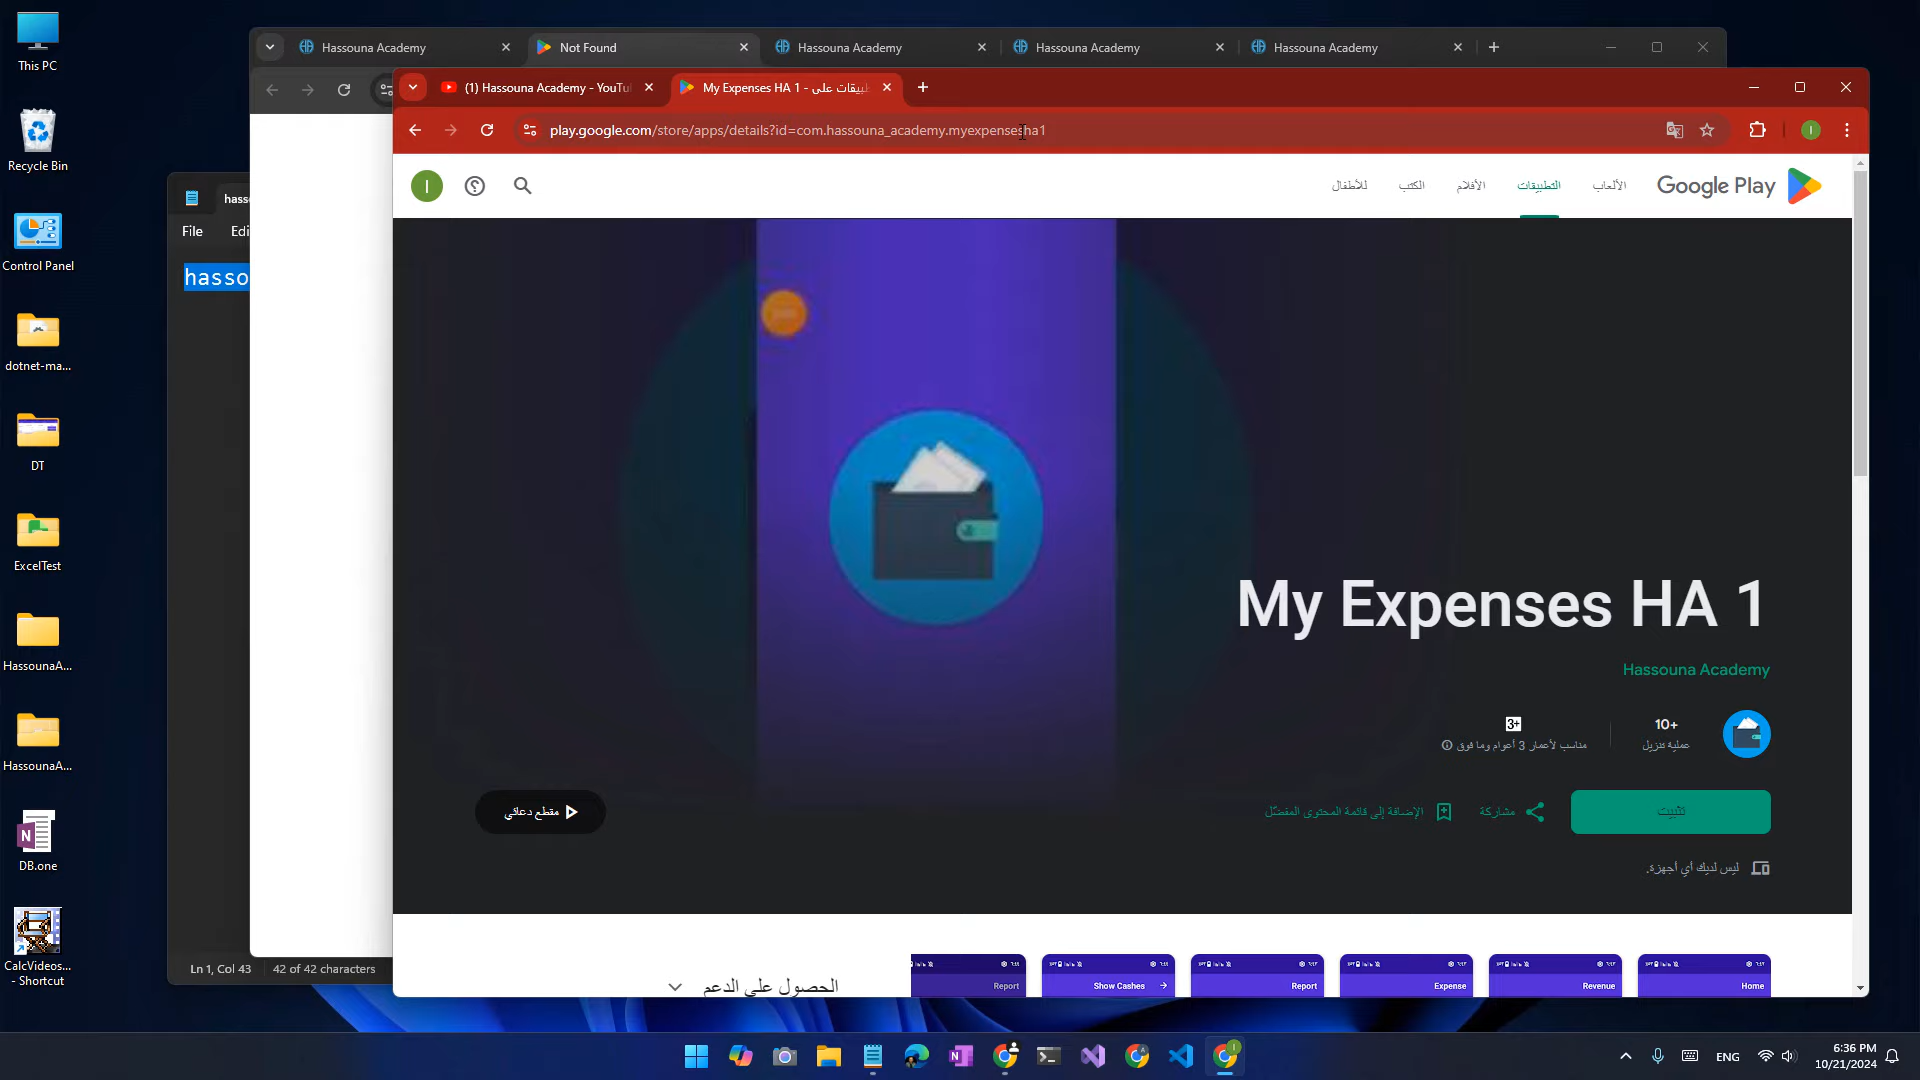 This PC
Recycle Bin
Control Panel
dotnet-ma...
DT
ExcelTest
HassounaA...
HassounaA...
DB.one
CalcVideos...
- Shortcut
Hassouna Academy
Not Found
Hassouna Academy
Hassouna Academy
Hassouna Academy
hass
File
Edi
hasso
Ln 1, Col 43
42 of 42 characters
(1) Hassouna Academy - YouTu
My Expenses HA 1 - تطبيقات على
play.google.com/store/apps/details?id=com.hassouna_academy.myexpensesha1
I
Google Play
الألعاب
التطبيقات
الأفلام
الكتب
للأطفال
I
My Expenses HA 1
Hassouna Academy
10+
عملية تنزيل
3+
مناسب لأعمار 3 أعوام وما فوق
تثبيت
مشاركة
الإضافة إلى قائمة المحتوى المفضّل
مقطع دعائي
ليس لديك أي أجهزة.
الحصول على الدعم
Report
Show Cashes
Report
Expense
Revenue
Home
ENG
6:36 PM
10/21/2024